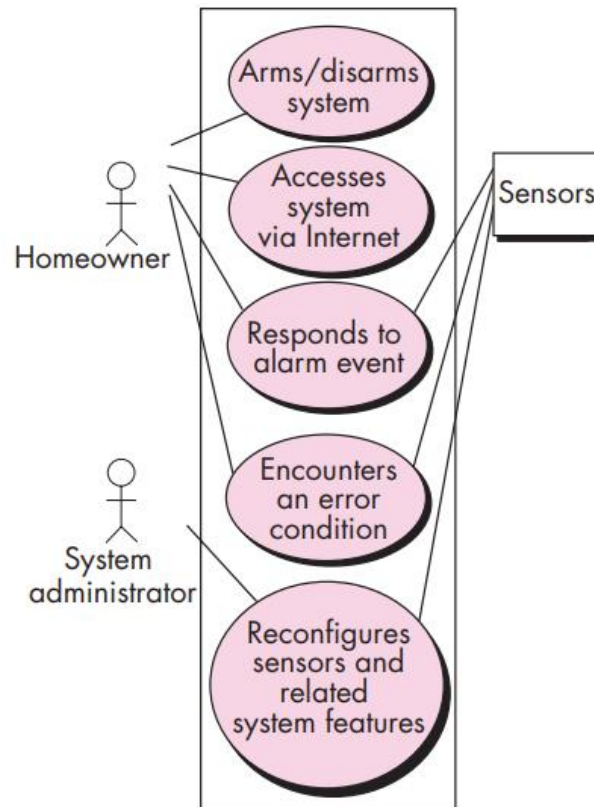 Arms/disarms
system
Accesses
system
via Internet
Sensors
Homeowner
Responds to
alarm event
Encounters
an error
condition
System
administrator
Reconfigures
sensors and
related
system features